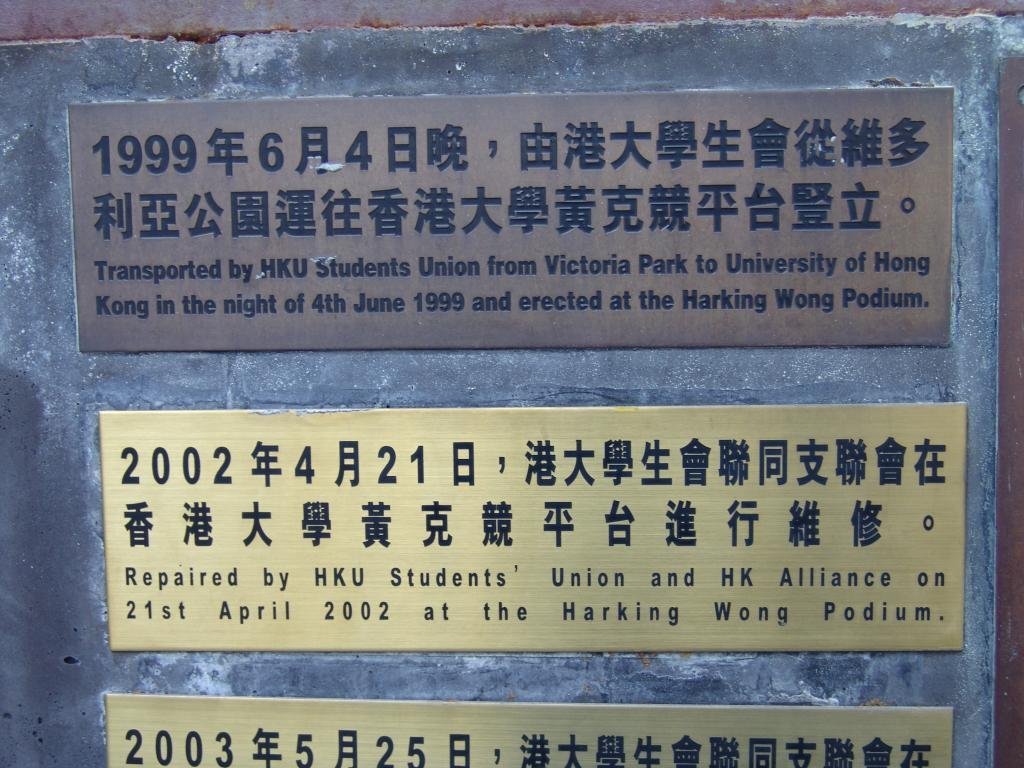 1999年6月4日晚，由港大學生會從維多
利亞公園運往香港大學黃克競平台豎立。
Transported by HKU Students Union from Victoria Park to University of Hong
Kong in the night of 4th June 1999 and erected at the Harking Wong Podium.
2002年4月21日，港大學生會聯同支聯會在
香港大學黃克競平台進行維修。
Repaired by HKU Students' Union and HK Alliance on
21st April 2002 at the Harking Wong Podium.
2003年5月25日，港大學生會聯同支聯會在